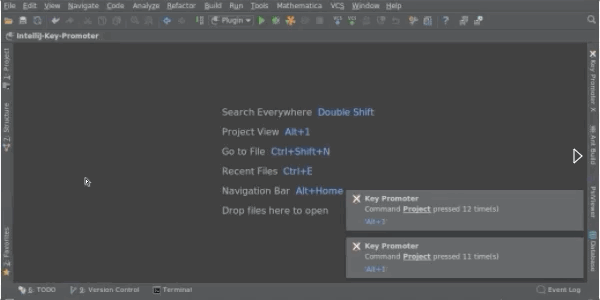 File Edit View Navigate Code Analyze Refactor Build Run Tools Mathematica VCS Window Help
Plugin
IntelliJ-Key-Promoter
1: Project
Z: Structure
2: Favorites
Search Everywhere Double Shift
Project View Alt+1
Go to File Ctrl+Shift+N
Recent Files Ctrl+E
Navigation Bar Alt+Home
Drop files here to open
Key Promoter
Command Project pressed 12 time(s)
'Alt+1'
Key Promoter
Command Project pressed 11 time(s)
'Alt+1'
Key Promoter X
Ant Build
PsiViewer
Database
6: TODO 9: Version Control Terminal Event Log